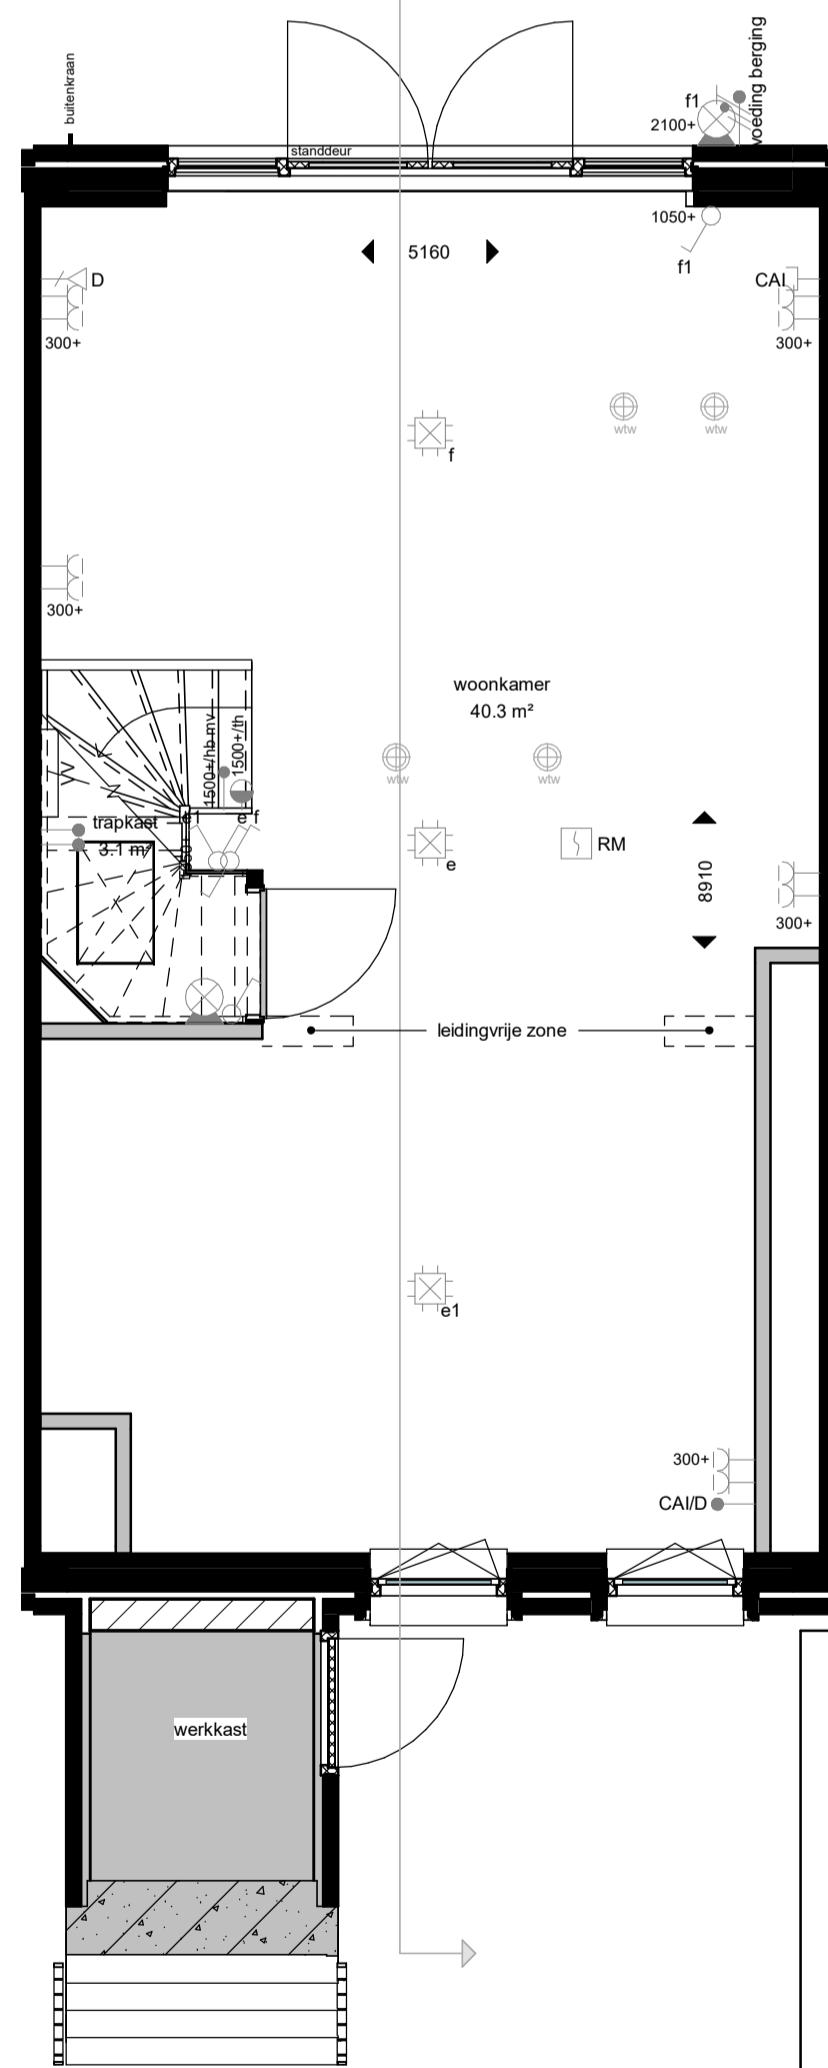 buitenkraan
voeding berging
f1
2100+
standdeur
1050+
f1
5160
D
300+
CAI
300+
f
wtw
wtw
300+
woonkamer
40.3 m²
1500+/hb mv
1500+/th
W
wtw
wtw
trapkast
3.1 m²
e1
e f
e
RM
8910
300+
leidingvrije zone
e1
300+
CAI/D
werkkast